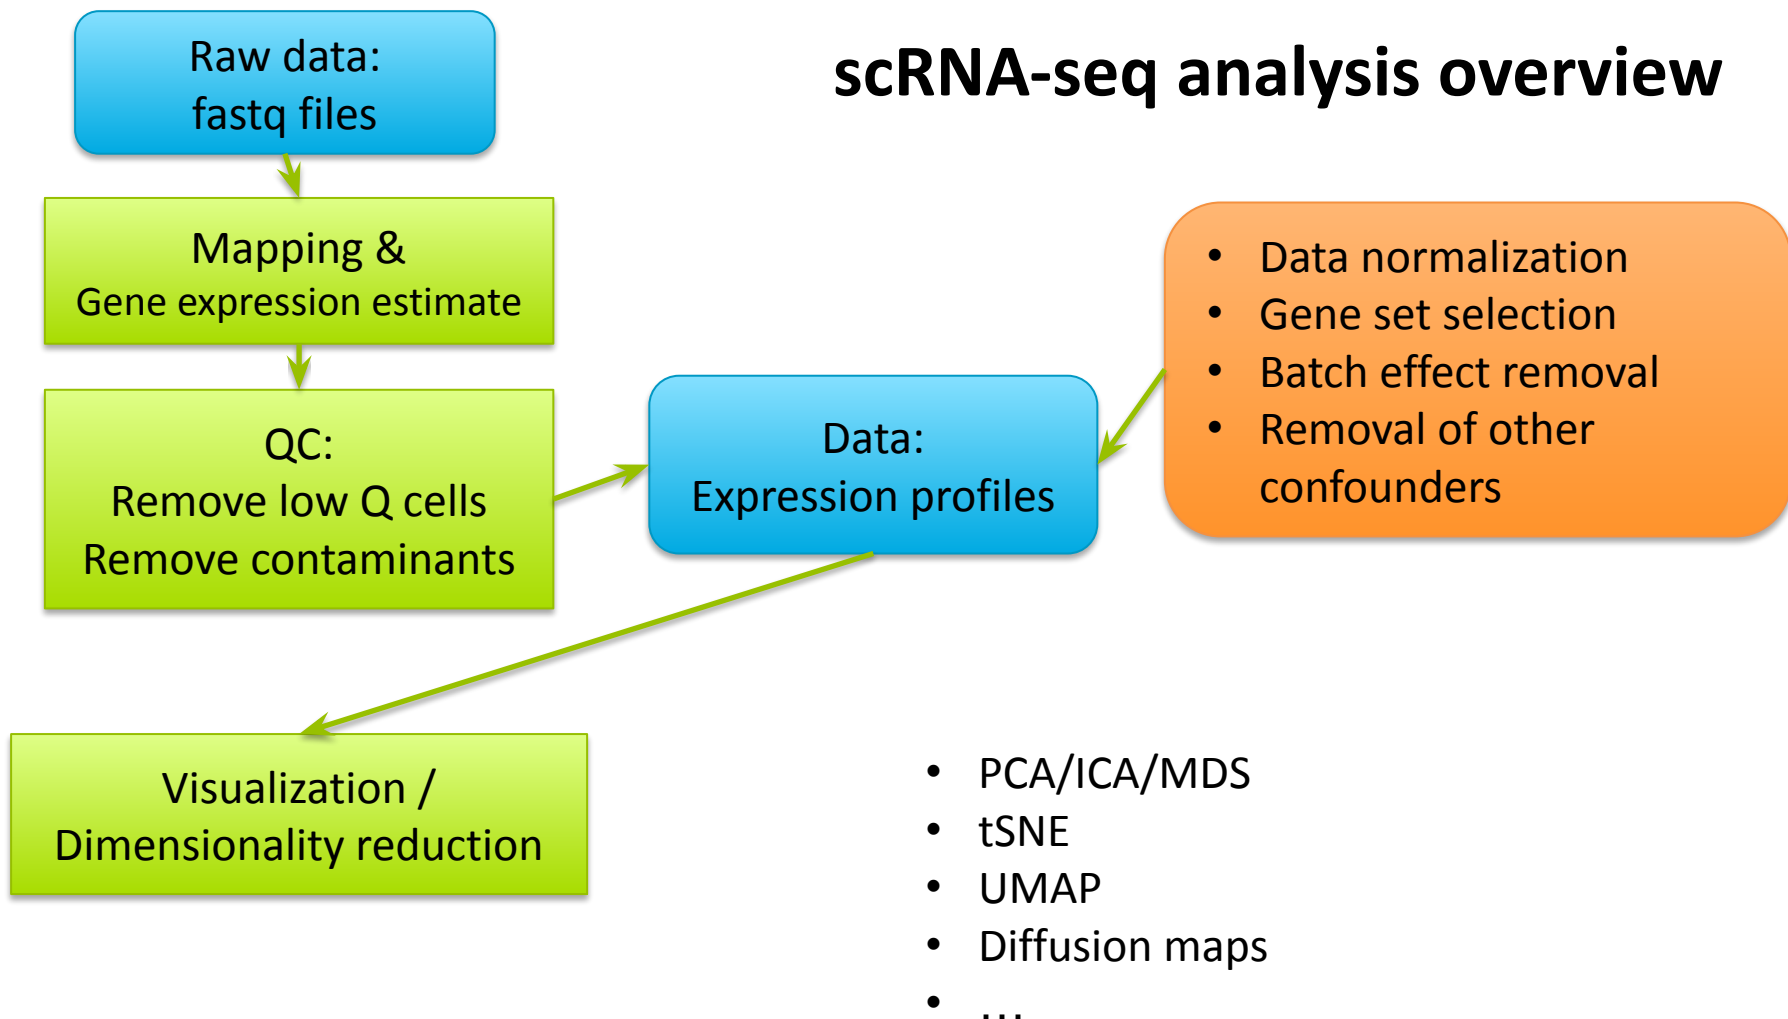 scRNA-seq analysis overview
Raw data:
fastq files
Mapping &
Gene expression estimate
QC:
Remove low Q cells
Remove contaminants
Data:
Expression profiles
• Data normalization
• Gene set selection
• Batch effect removal
• Removal of other
confounders
Visualization /
Dimensionality reduction
• PCA/ICA/MDS
• tSNE
• UMAP
• Diffusion maps
• ...